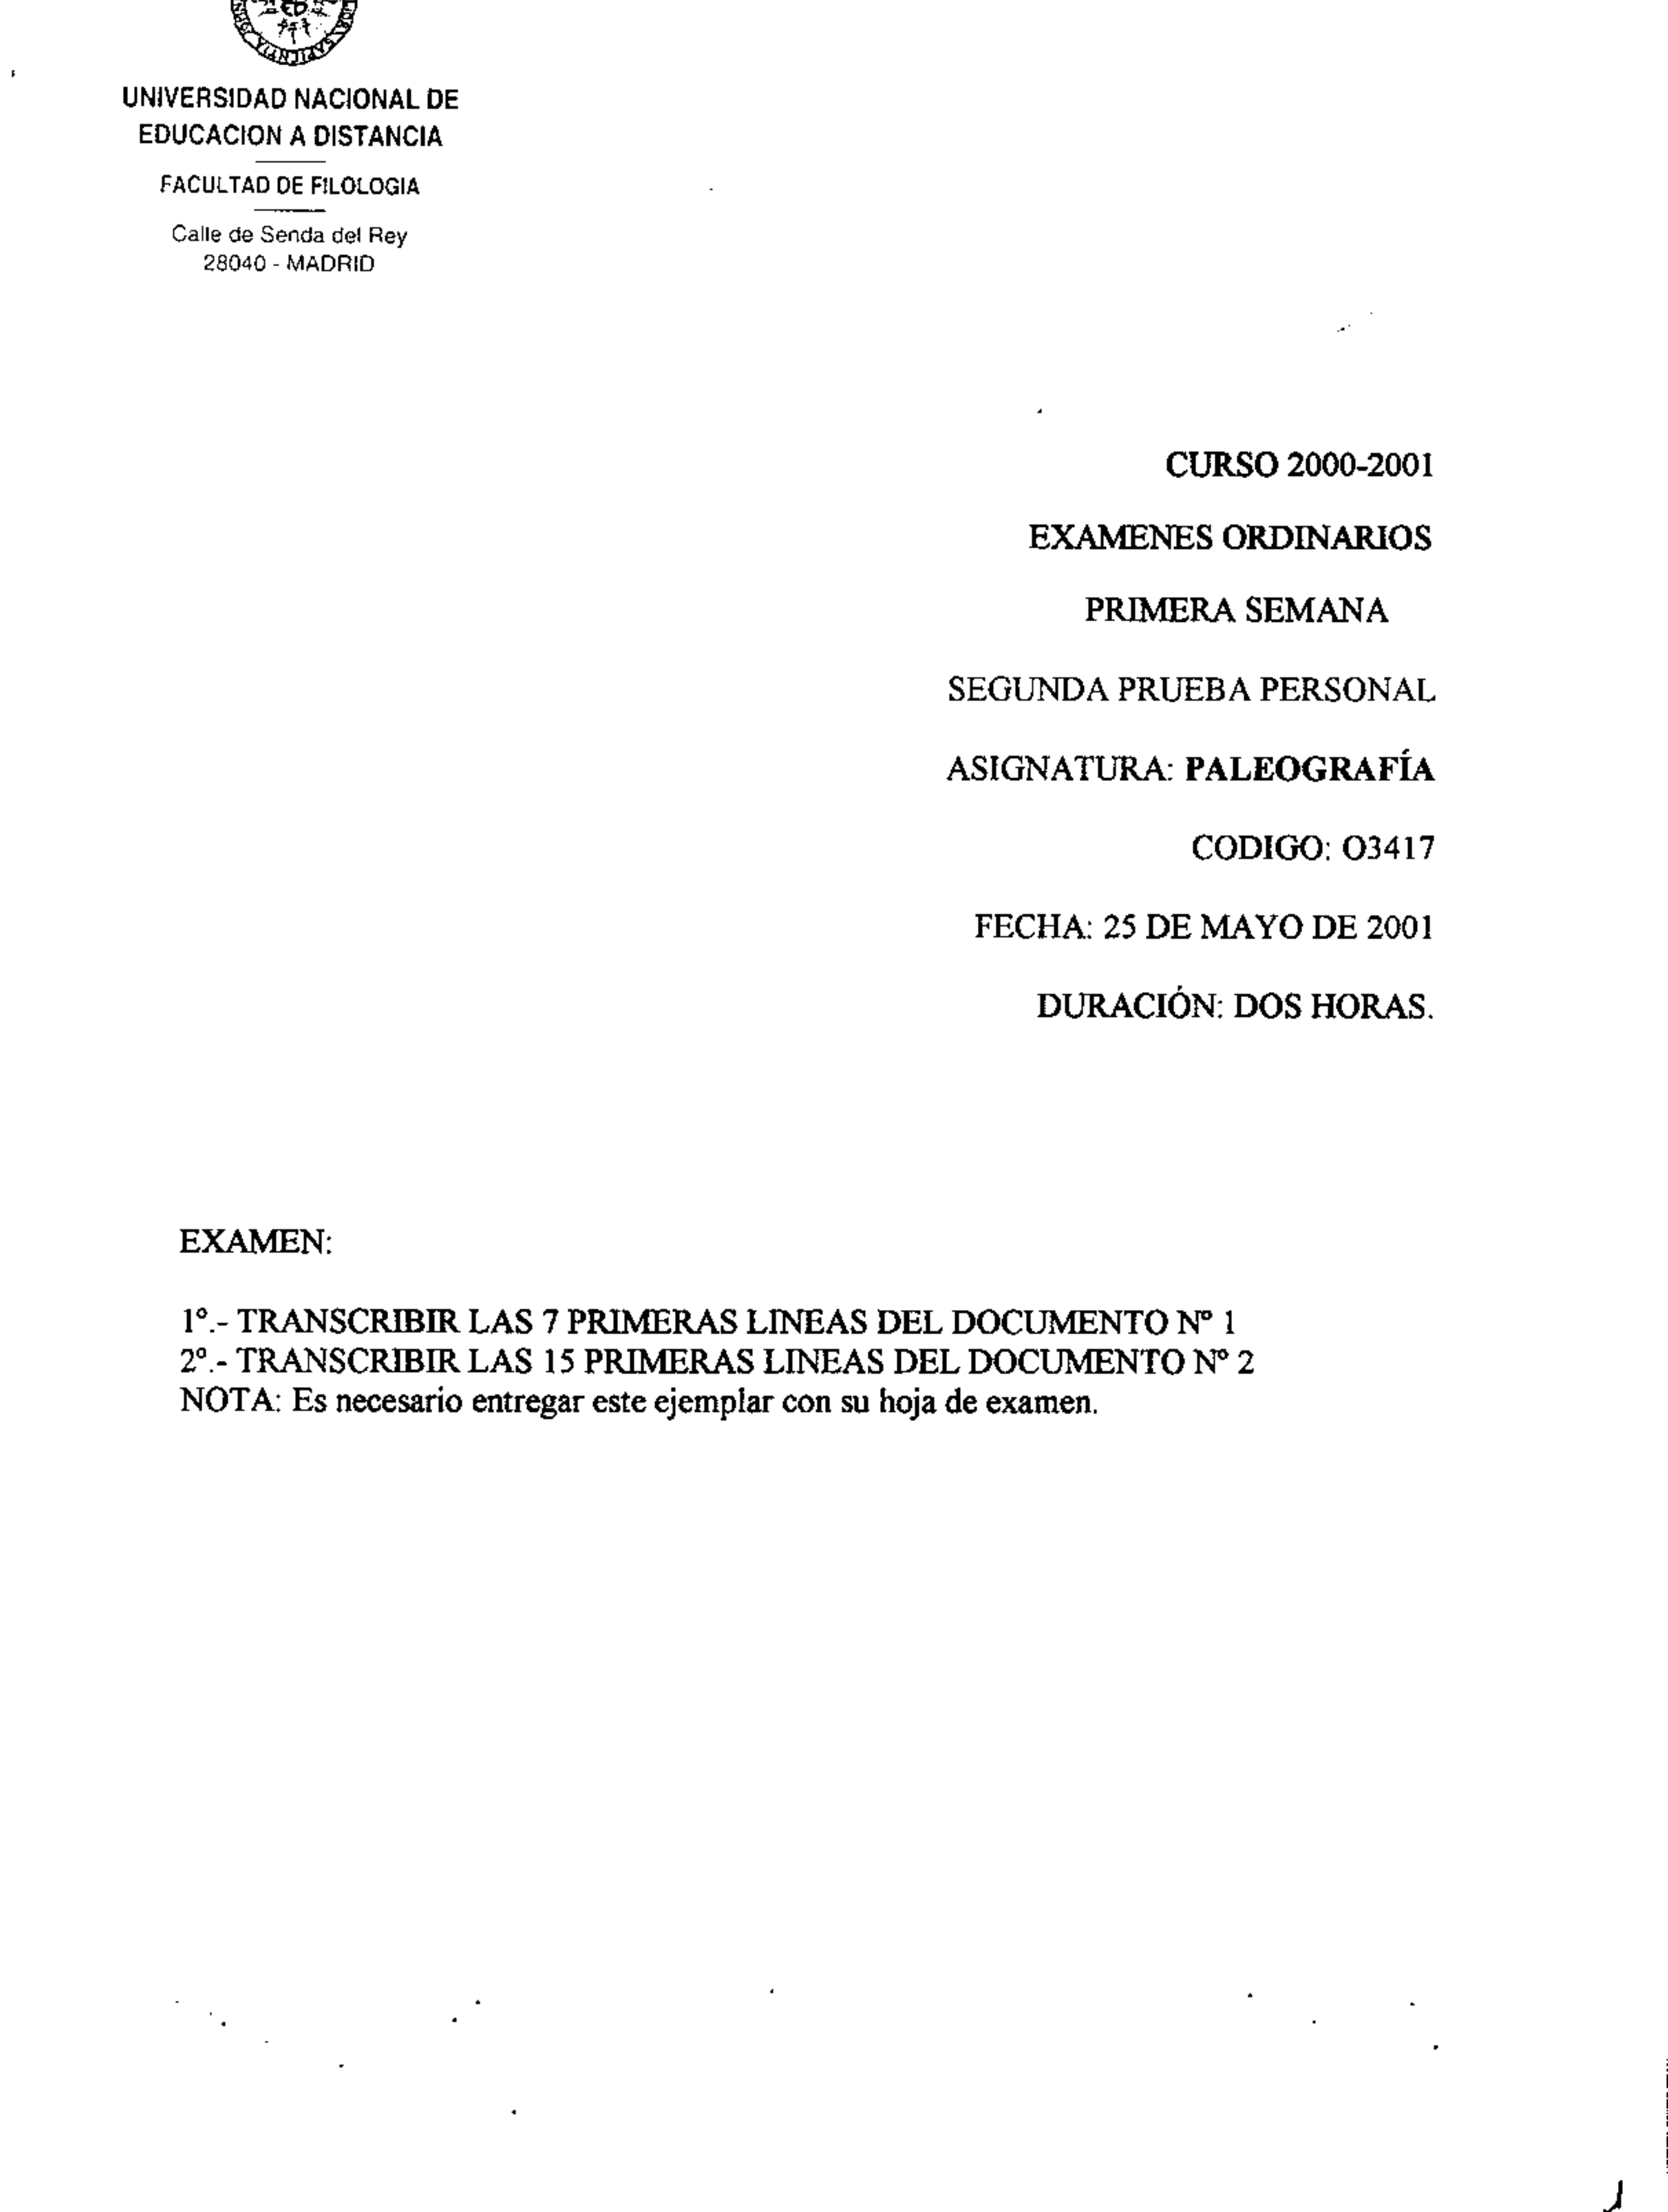 SAPIENTIA
UNIVERSIDAD NACIONAL DE
EDUCACION A DISTANCIA
FACULTAD DE FILOLOGIA
Calle de Senda del Rey
28040 - MADRID
CURSO 2000-2001
EXAMENES ORDINARIOS
PRIMERA SEMANA
SEGUNDA PRUEBA PERSONAL
ASIGNATURA: PALEOGRAFÍA
CODIGO: O3417
FECHA: 25 DE MAYO DE 2001
DURACIÓN: DOS HORAS.
EXAMEN:
1º.- TRANSCRIBIR LAS 7 PRIMERAS LINEAS DEL DOCUMENTO Nº 1
2º.- TRANSCRIBIR LAS 15 PRIMERAS LINEAS DEL DOCUMENTO Nº 2
NOTA: Es necesario entregar este ejemplar con su hoja de examen.